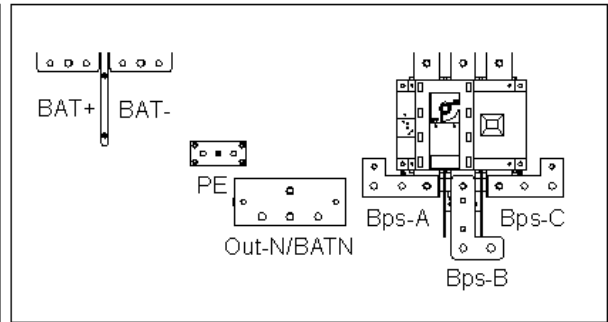 BAT+ BAT-
PE
Out-N/BATN
Bps-A Bps-C
Bps-B